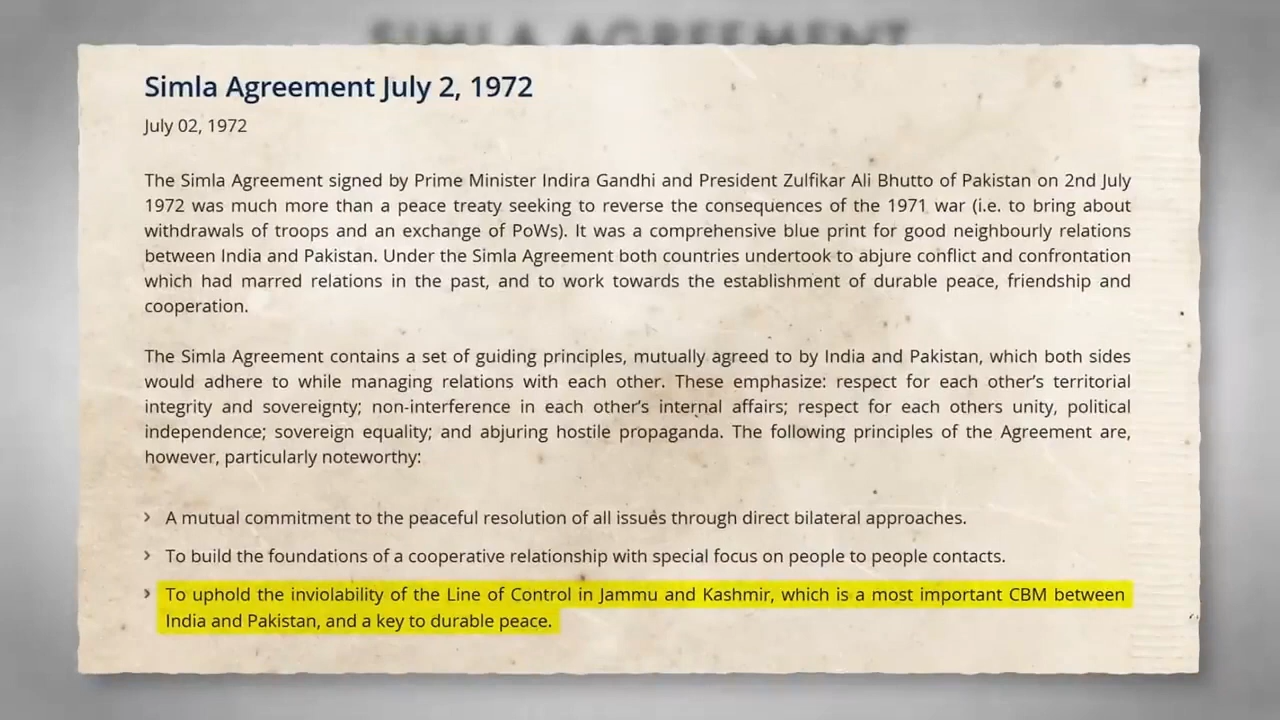 SIMLA AGREEMENT
Simla Agreement July 2, 1972
July 02, 1972
The Simla Agreement signed by Prime Minister Indira Gandhi and President Zulfikar Ali Bhutto of Pakistan on 2nd July
1972 was much more than a peace treaty seeking to reverse the consequences of the 1971 war (i.e. to bring about
withdrawals of troops and an exchange of PoWs). It was a comprehensive blue print for good neighbourly relations
between India and Pakistan. Under the Simla Agreement both countries undertook to abjure conflict and confrontation
which had marred relations in the past, and to work towards the establishment of durable peace, friendship and
cooperation.
The Simla Agreement contains a set of guiding principles, mutually agreed to by India and Pakistan, which both sides
would adhere to while managing relations with each other. These emphasize: respect for each other’s territorial
integrity and sovereignty; non-interference in each other’s internal affairs; respect for each others unity, political
independence; sovereign equality; and abjuring hostile propaganda. The following principles of the Agreement are,
however, particularly noteworthy:
› A mutual commitment to the peaceful resolution of all issues through direct bilateral approaches.
› To build the foundations of a cooperative relationship with special focus on people to people contacts.
› To uphold the inviolability of the Line of Control in Jammu and Kashmir, which is a most important CBM between
India and Pakistan, and a key to durable peace.